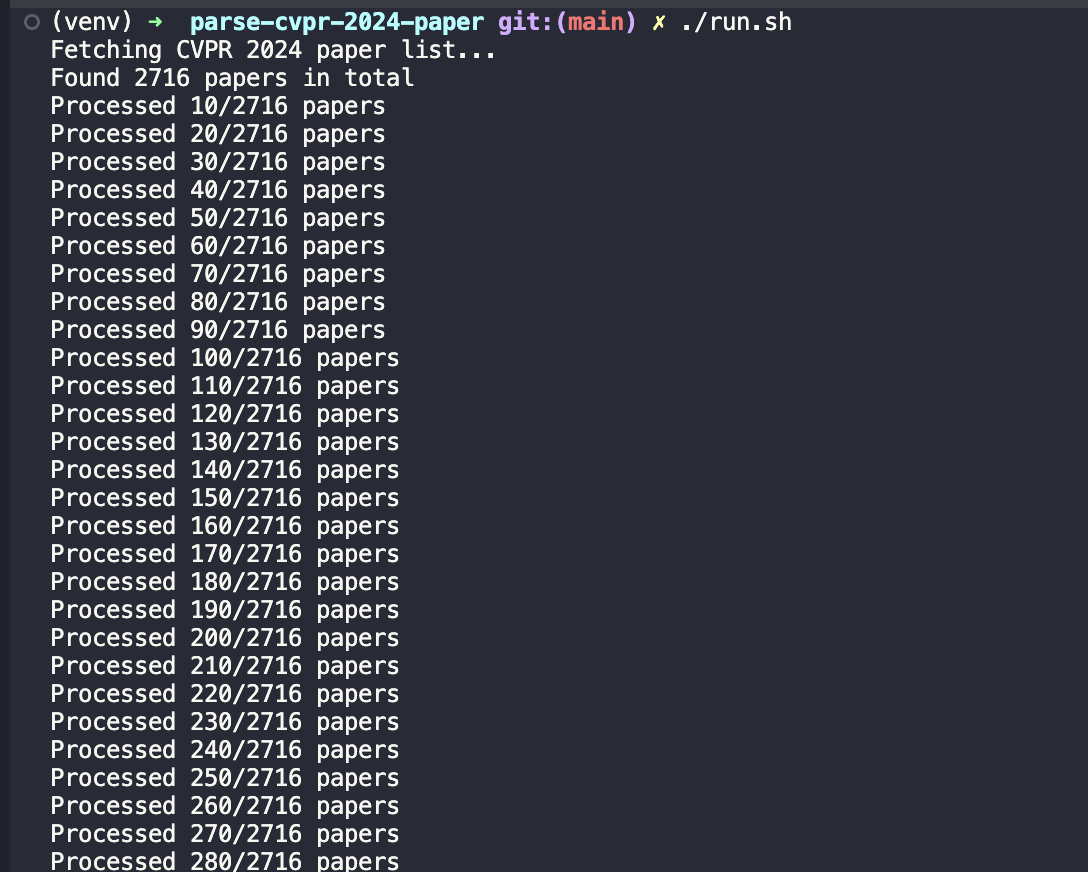 (venv) ➜ parse-cvpr-2024-paper git:(main) ✗ ./run.sh
Fetching CVPR 2024 paper list...
Found 2716 papers in total
Processed 10/2716 papers
Processed 20/2716 papers
Processed 30/2716 papers
Processed 40/2716 papers
Processed 50/2716 papers
Processed 60/2716 papers
Processed 70/2716 papers
Processed 80/2716 papers
Processed 90/2716 papers
Processed 100/2716 papers
Processed 110/2716 papers
Processed 120/2716 papers
Processed 130/2716 papers
Processed 140/2716 papers
Processed 150/2716 papers
Processed 160/2716 papers
Processed 170/2716 papers
Processed 180/2716 papers
Processed 190/2716 papers
Processed 200/2716 papers
Processed 210/2716 papers
Processed 220/2716 papers
Processed 230/2716 papers
Processed 240/2716 papers
Processed 250/2716 papers
Processed 260/2716 papers
Processed 270/2716 papers
Processed 280/2716 papers